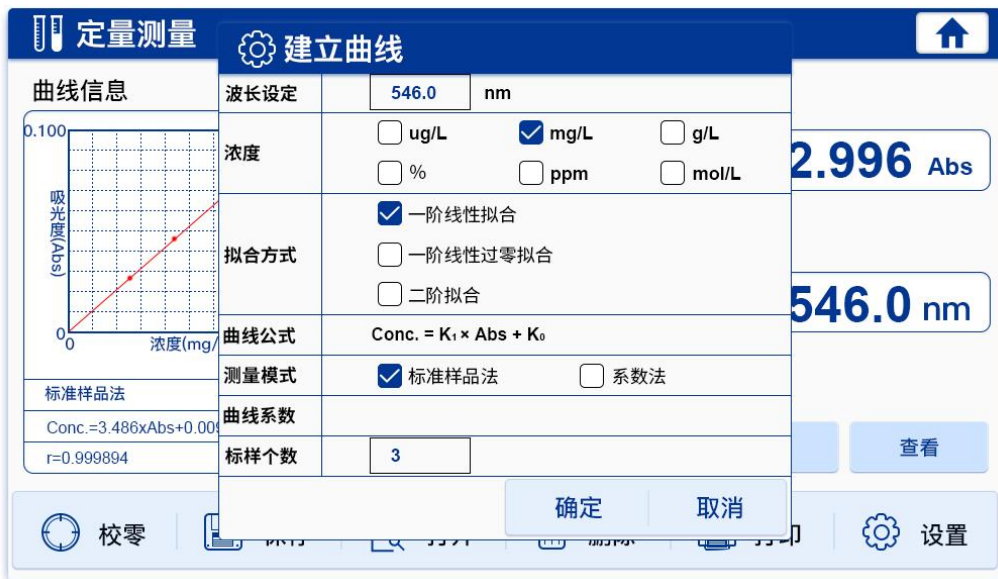 定量测量
建立曲线
曲线信息
0.100
吸光度(Abs)
0
0
浓度(mg/
标准样品法
Conc.=3.486xAbs+0.009
r=0.999894
波长设定 546.0 nm
浓度 ug/L mg/L g/L
% ppm mol/L
拟合方式 一阶线性拟合
一阶线性过零拟合
二阶拟合
曲线公式 Conc. = K₁ × Abs + K₀
测量模式 标准样品法 系数法
曲线系数
标样个数 3
确定 取消
2.996 Abs
546.0 nm
查看
校零 设置